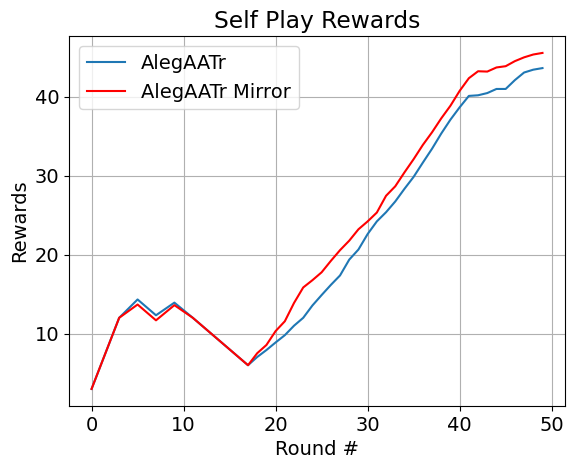 Self Play Rewards
AlegAATr
AlegAATr Mirror
Rewards
40
30
20
10
0 10 20 30 40 50
Round #